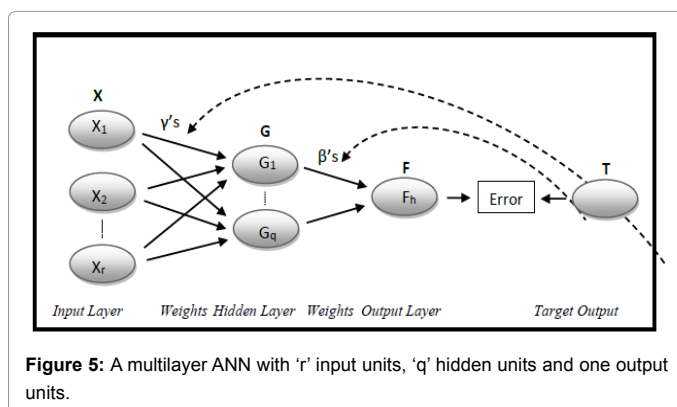 X
X1
γ's
G
β's
G1
F
T
X2
Fh
Error
Gq
Xr
Input Layer Weights Hidden Layer Weights Output Layer Target Output
Figure 5: A multilayer ANN with ‘r’ input units, ‘q’ hidden units and one output
units.